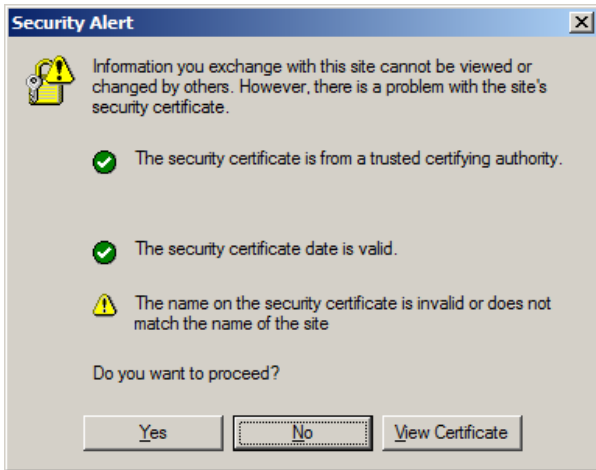 Security Alert
Information you exchange with this site cannot be viewed or
changed by others. However, there is a problem with the site's
security certificate.
The security certificate is from a trusted certifying authority.
The security certificate date is valid.
The name on the security certificate is invalid or does not
match the name of the site
Do you want to proceed?
Yes No View Certificate